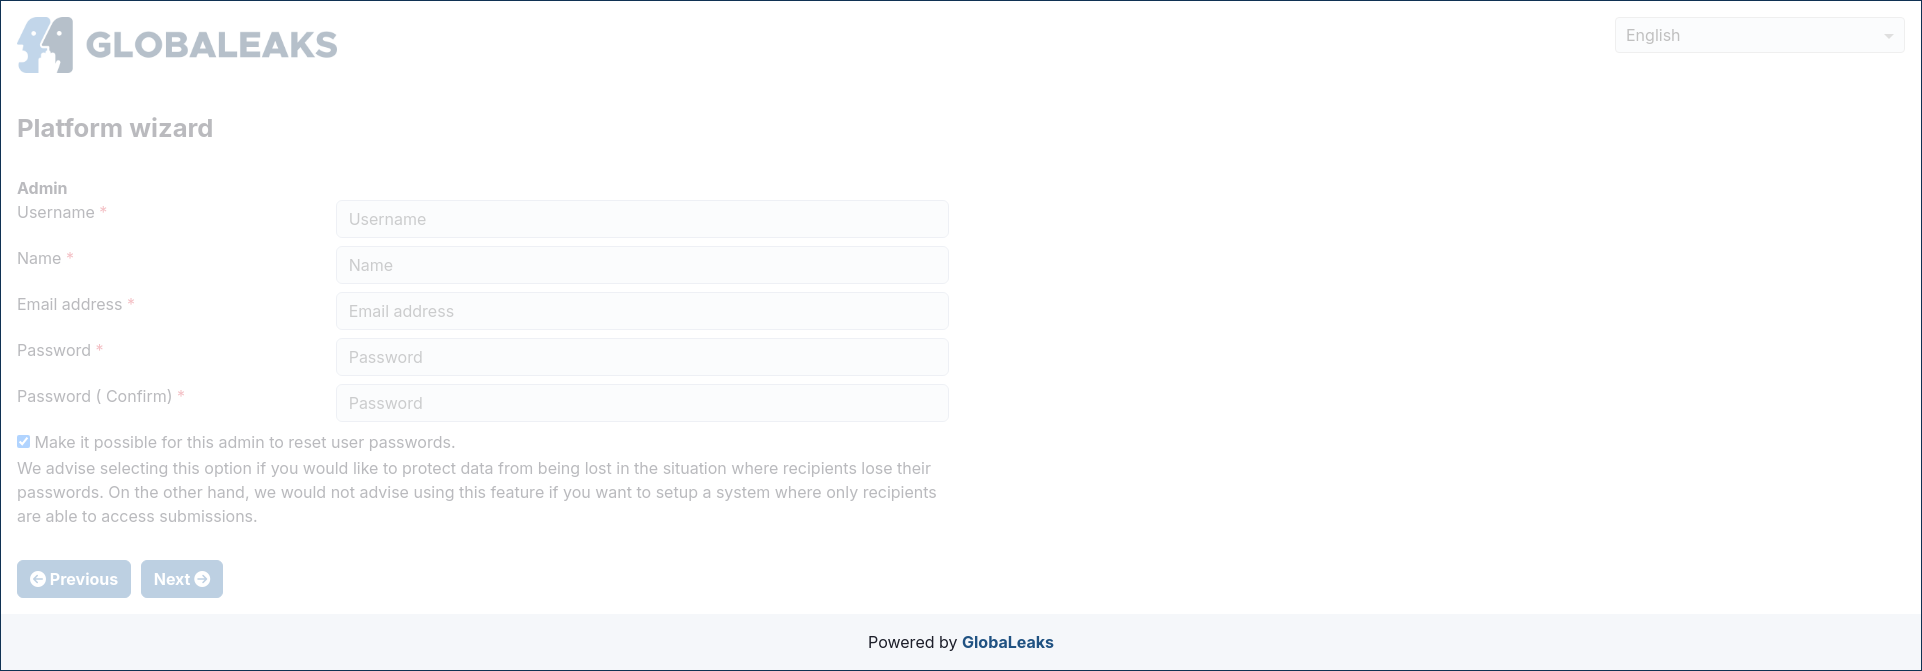 GLOBALEAKS
English
Platform wizard
Admin
Username *
Username
Name *
Name
Email address *
Email address
Password *
Password
Password ( Confirm) *
Password
Make it possible for this admin to reset user passwords.
We advise selecting this option if you would like to protect data from being lost in the situation where recipients lose their
passwords. On the other hand, we would not advise using this feature if you want to setup a system where only recipients
are able to access submissions.
Previous
Next
Powered by GlobaLeaks